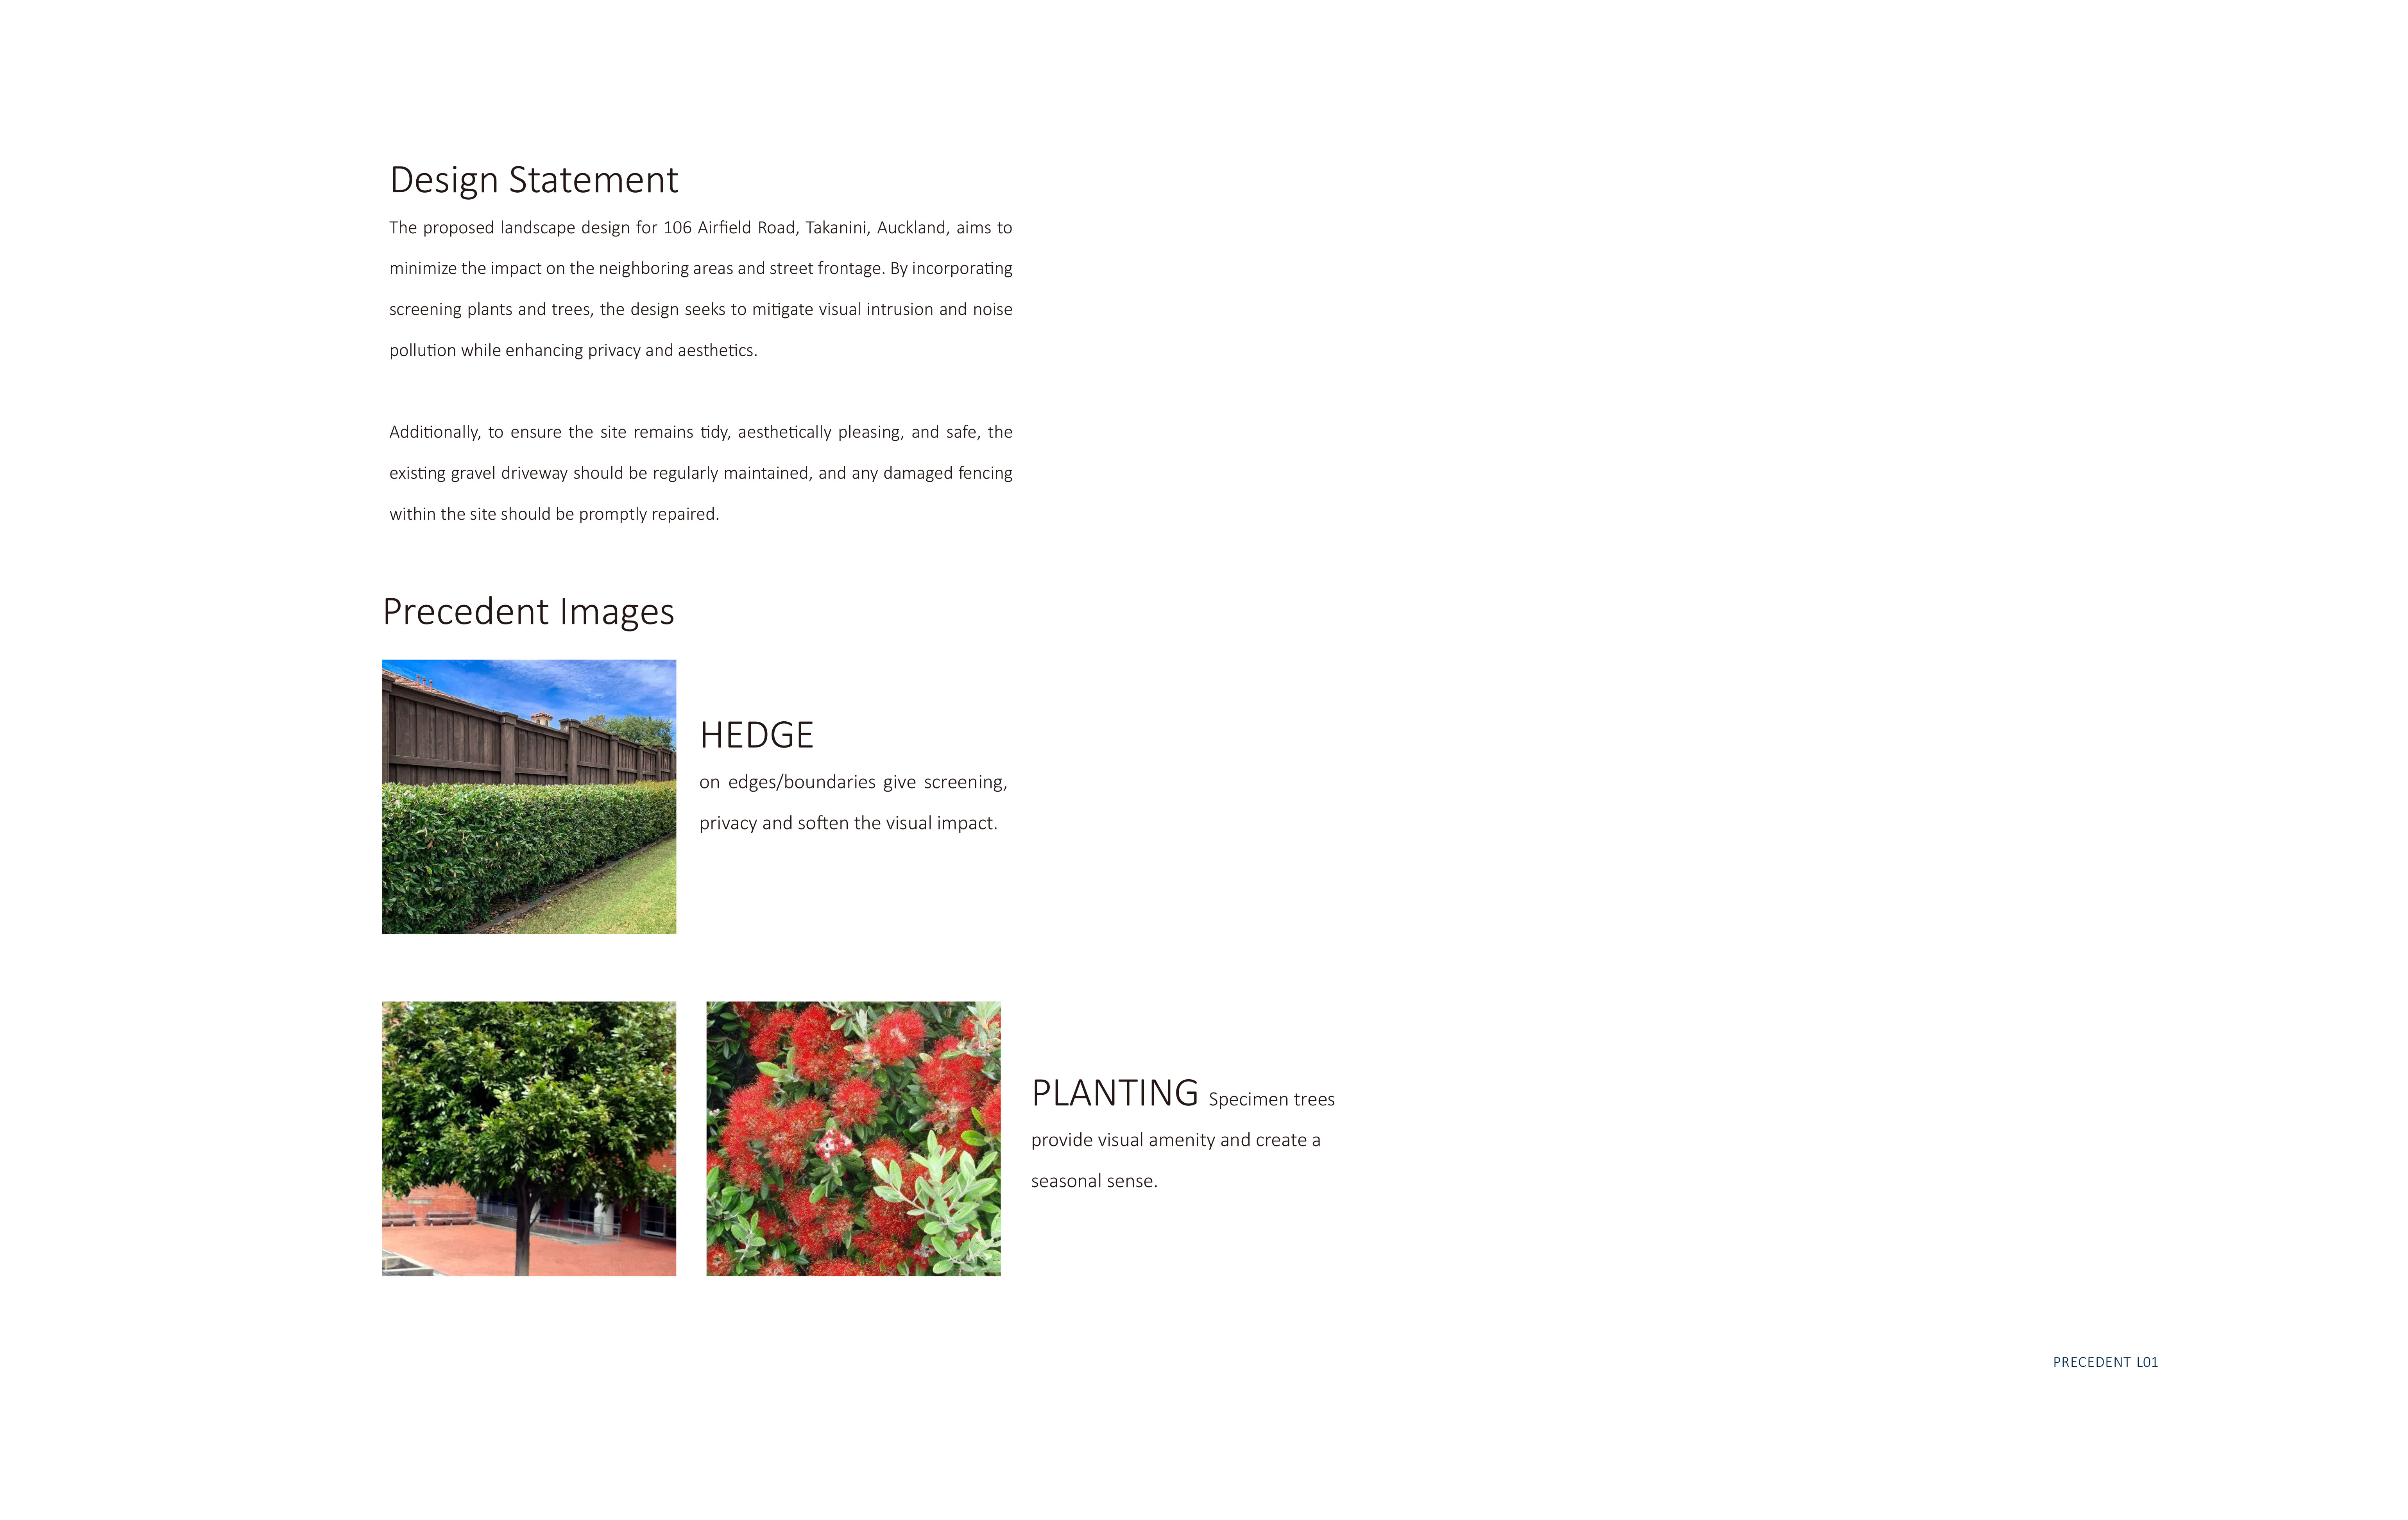 Design Statement
The proposed landscape design for 106 Airfield Road, Takanini, Auckland, aims to
minimize the impact on the neighboring areas and street frontage. By incorporating
screening plants and trees, the design seeks to mitigate visual intrusion and noise
pollution while enhancing privacy and aesthetics.
Additionally, to ensure the site remains tidy, aesthetically pleasing, and safe, the
existing gravel driveway should be regularly maintained, and any damaged fencing
within the site should be promptly repaired.
Precedent Images
HEDGE
on edges/boundaries give screening,
privacy and soften the visual impact.
PLANTING Specimen trees
provide visual amenity and create a
seasonal sense.
PRECEDENT L01